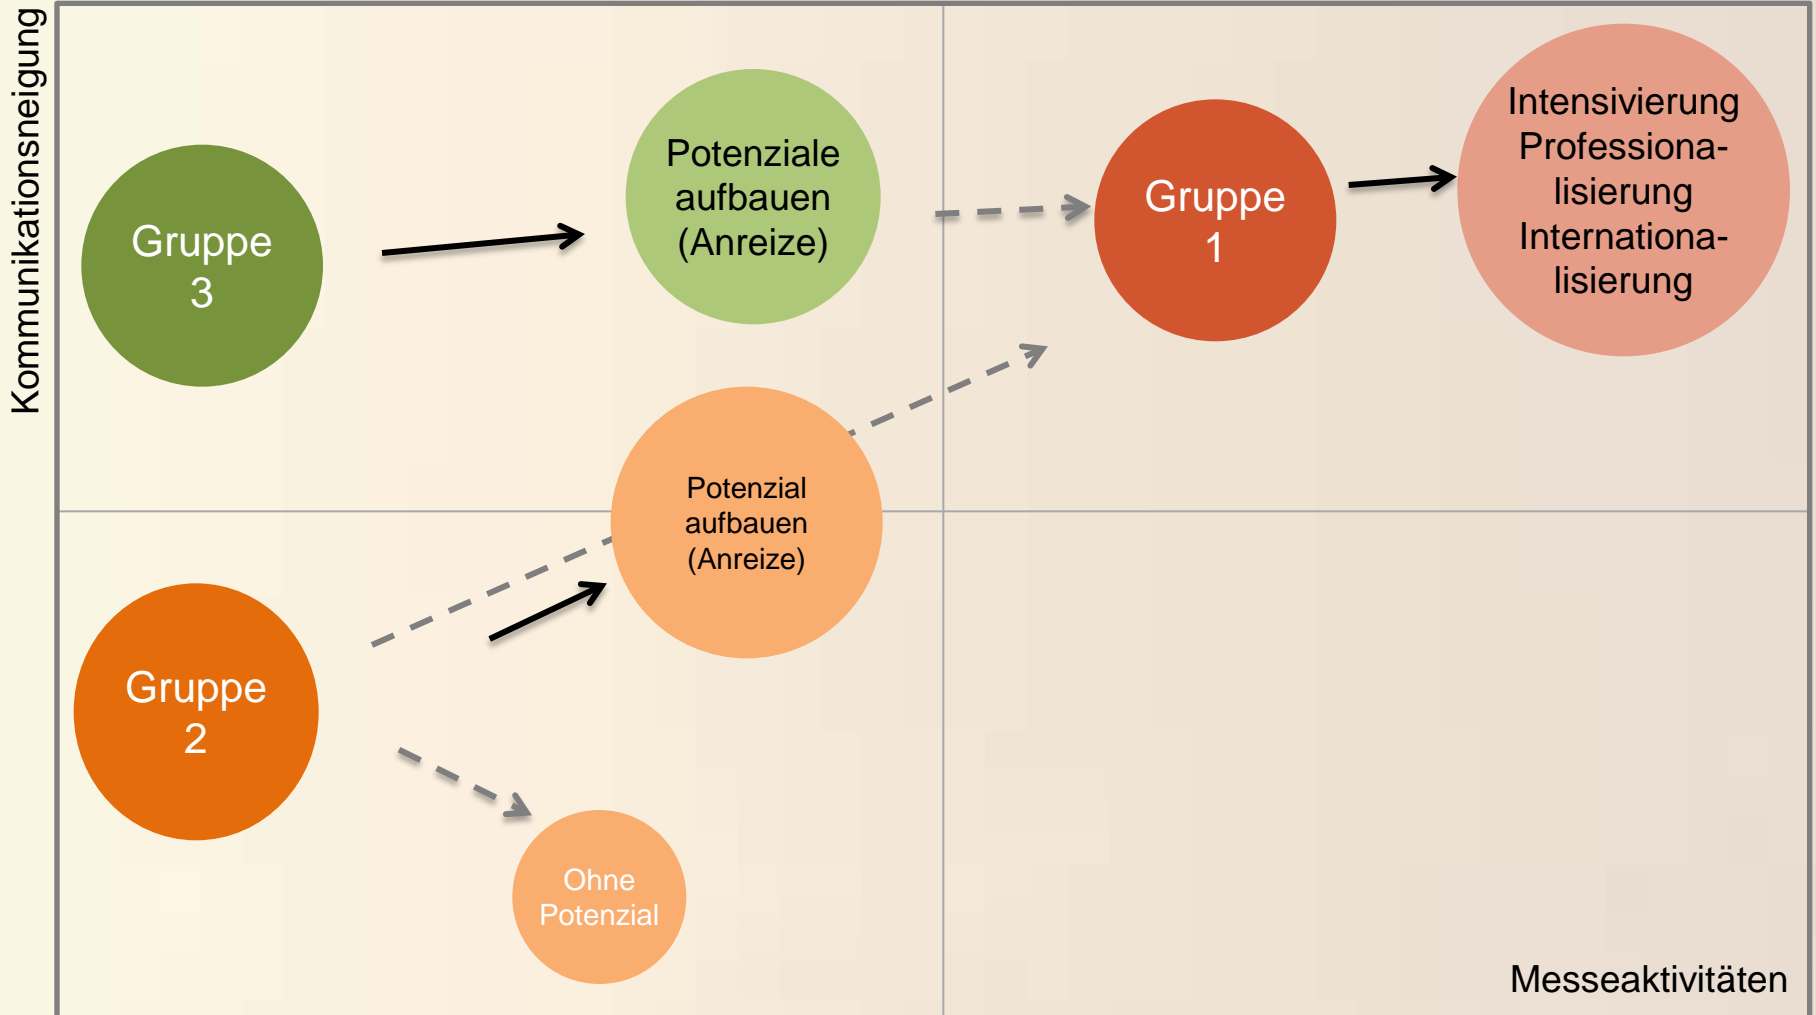 Kommunikationsneigung
Gruppe
3
Potenziale
aufbauen
(Anreize)
Gruppe
1
Intensivierung
Professiona-
lisierung
Internationa-
lisierung
Potenzial
aufbauen
(Anreize)
Gruppe
2
Ohne
Potenzial
Messeaktivitäten